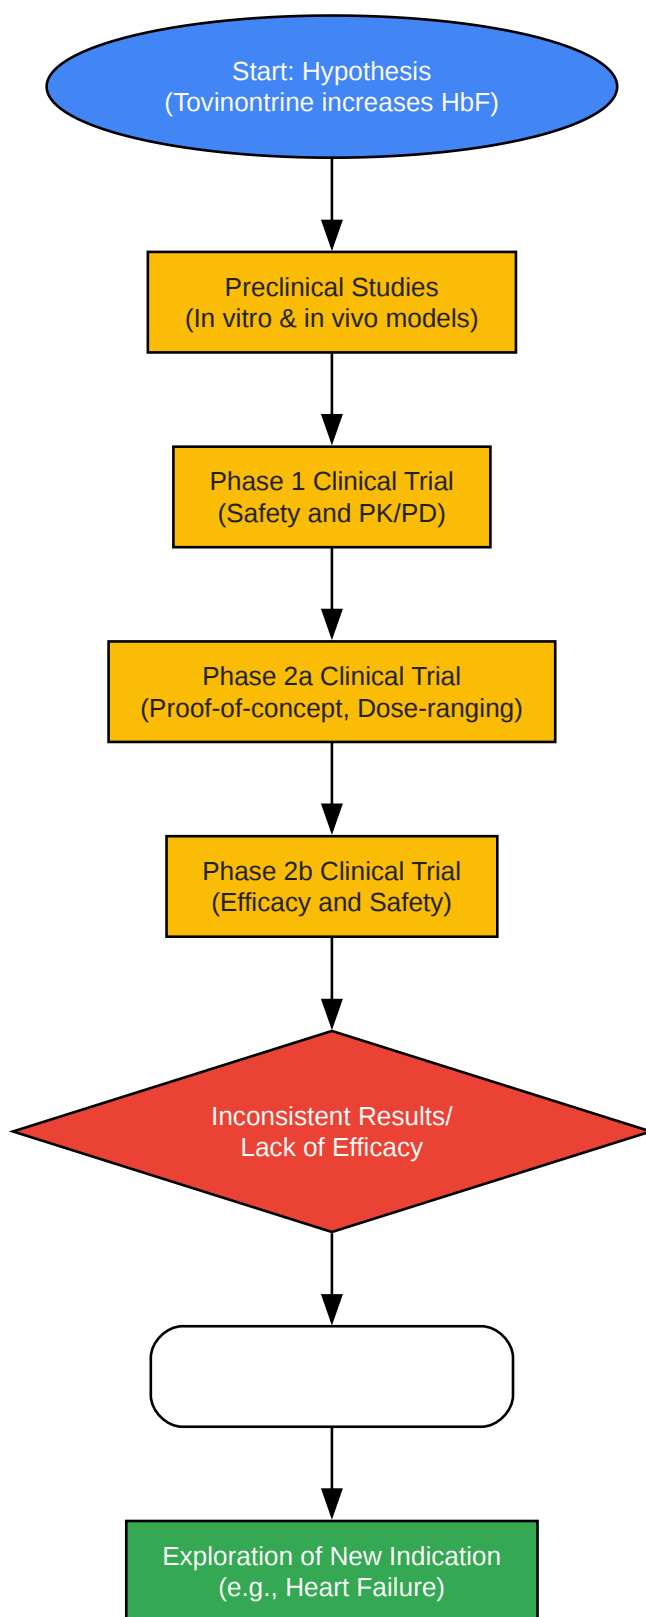 Start: Hypothesis
(Tovinontrine increases HbF)
Preclinical Studies
(In vitro & in vivo models)
Phase 1 Clinical Trial
(Safety and PK/PD)
Phase 2a Clinical Trial
(Proof-of-concept, Dose-ranging)
Phase 2b Clinical Trial
(Efficacy and Safety)
Inconsistent Results/
Lack of Efficacy
Exploration of New Indication
(e.g., Heart Failure)